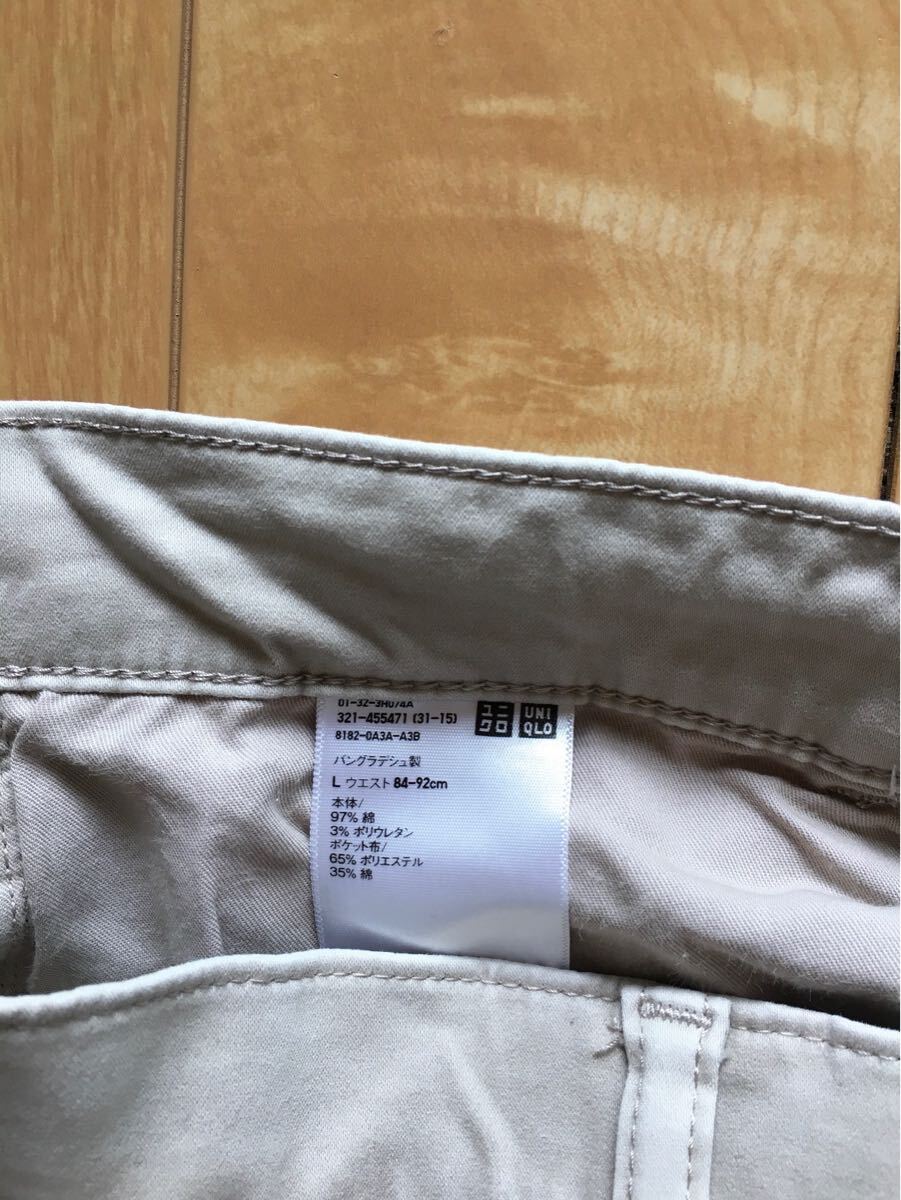 01-32-3H074A
321-455471 (31-15)
8182-0A3A-A3B
ユニ
クロ
UNI
QLO
バングラデシュ製
L ウエスト 84-92cm
本体/
97% 綿
3% ポリウレタン
ポケット布/
65% ポリエステル
35% 綿